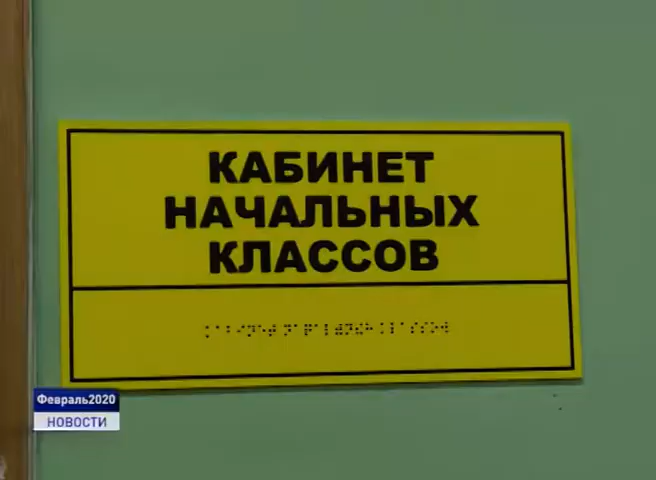 КАБИНЕТ
НАЧАЛЬНЫХ
КЛАССОВ
Февраль2020
НОВОСТИ